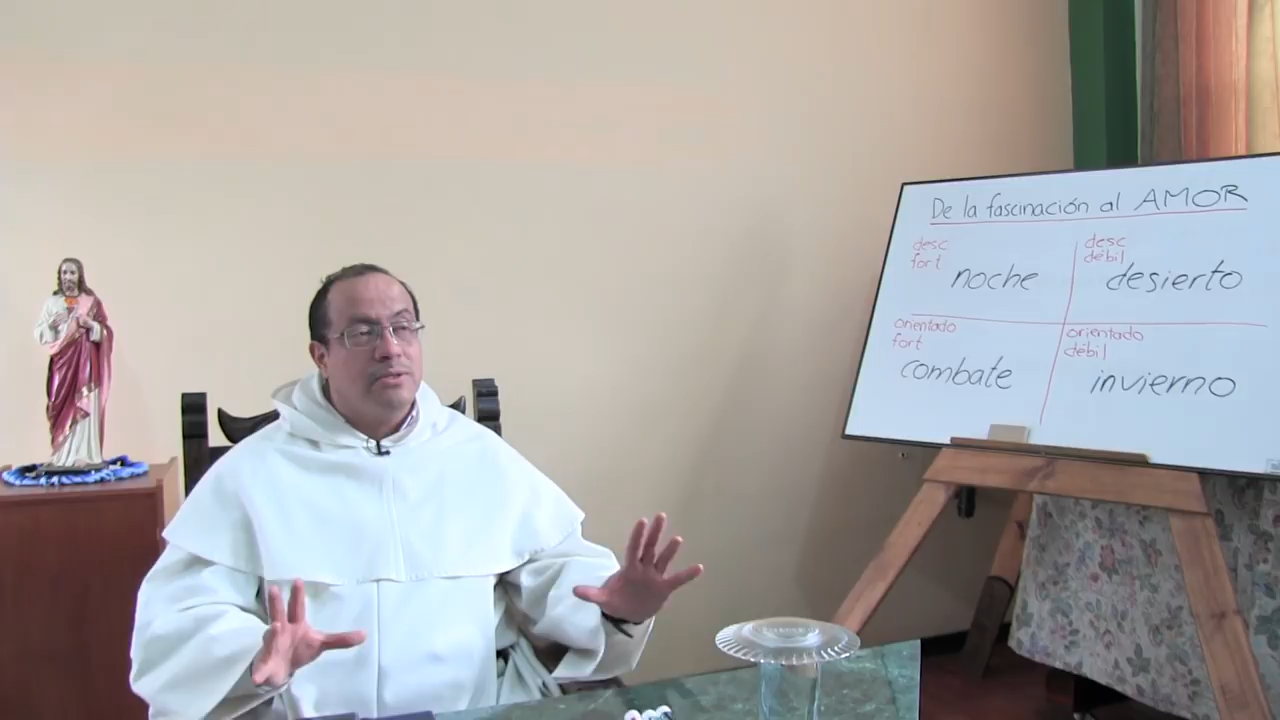 De la fascinación al AMOR
desc
fort
noche
desc
débil
desierto
orientado
fort
combate
orientado
débil
invierno